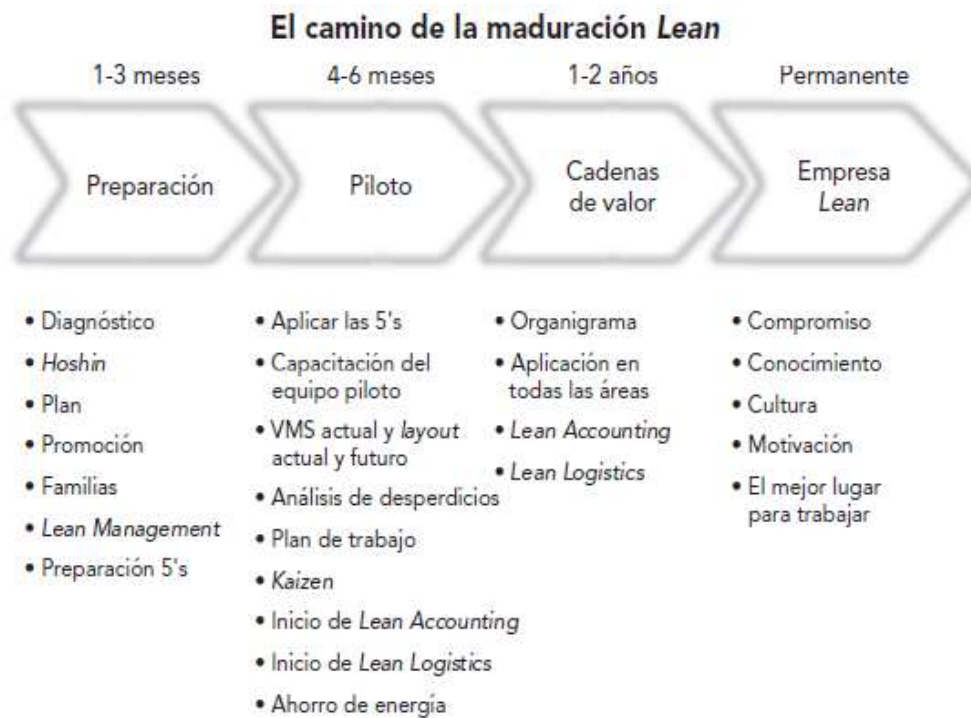 El camino de la maduración Lean
1-3 meses
4-6 meses
1-2 años
Permanente
Preparación
Piloto
Cadenas
de valor
Empresa
Lean
• Diagnóstico
• Hoshin
• Plan
• Promoción
• Familias
• Lean Management
• Preparación 5's
• Aplicar las 5's
• Capacitación del
equipo piloto
• VMS actual y layout
actual y futuro
• Análisis de desperdicios
• Plan de trabajo
• Kaizen
• Inicio de Lean Accounting
• Inicio de Lean Logistics
• Ahorro de energía
• Organigrama
• Aplicación en
todas las áreas
• Lean Accounting
• Lean Logistics
• Compromiso
• Conocimiento
• Cultura
• Motivación
• El mejor lugar
para trabajar